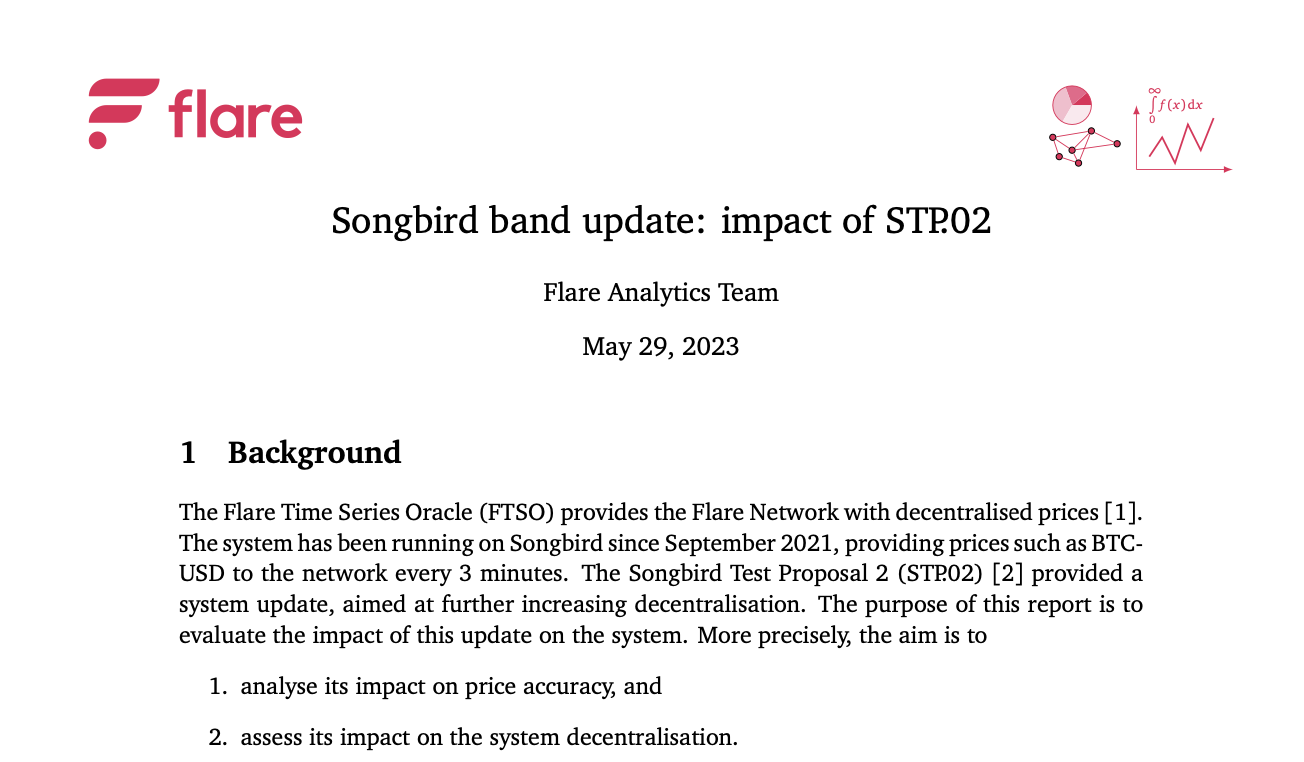 flare
∞
∫f(x)dx
0
Songbird band update: impact of STP.02
Flare Analytics Team
May 29, 2023
1 Background
The Flare Time Series Oracle (FTSO) provides the Flare Network with decentralised prices [1].
The system has been running on Songbird since September 2021, providing prices such as BTC-
USD to the network every 3 minutes. The Songbird Test Proposal 2 (STP.02) [2] provided a
system update, aimed at further increasing decentralisation. The purpose of this report is to
evaluate the impact of this update on the system. More precisely, the aim is to
1. analyse its impact on price accuracy, and
2. assess its impact on the system decentralisation.